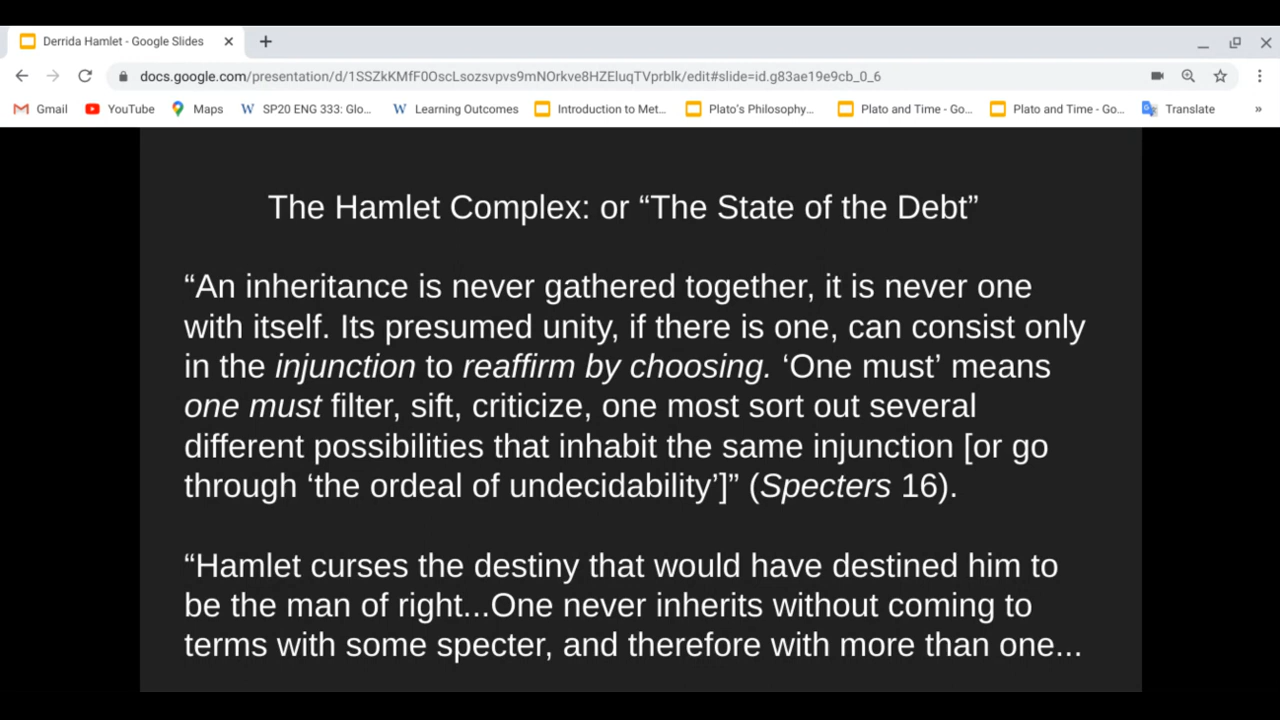 Derrida Hamlet - Google Slides
docs.google.com/presentation/d/1SSZkKMfF0OscLsozsvpvs9mNOrkve8HZEluqTVprblk/edit#slide=id.g83ae19e9cb_0_6
Gmail YouTube Maps SP20 ENG 333: Glo... Learning Outcomes Introduction to Met... Plato's Philosophy... Plato and Time - Go... Plato and Time - Go... Translate »
The Hamlet Complex: or “The State of the Debt”
“An inheritance is never gathered together, it is never one
with itself. Its presumed unity, if there is one, can consist only
in the injunction to reaffirm by choosing. ‘One must’ means
one must filter, sift, criticize, one most sort out several
different possibilities that inhabit the same injunction [or go
through ‘the ordeal of undecidability’]” (Specters 16).
“Hamlet curses the destiny that would have destined him to
be the man of right...One never inherits without coming to
terms with some specter, and therefore with more than one...